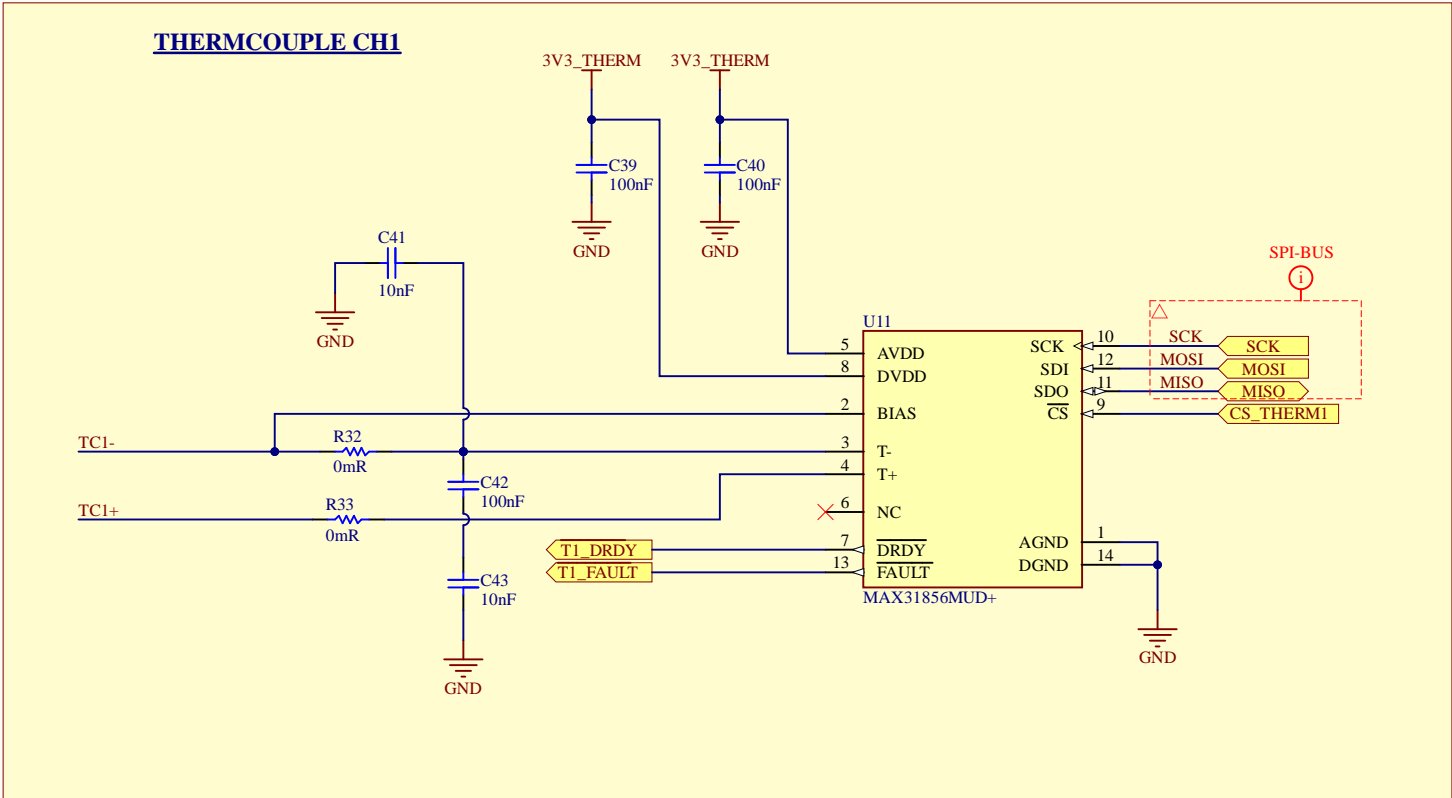 THERMCOUPLE CH1
3V3_THERM
3V3_THERM
C39
100nF
C40
100nF
GND
GND
C41
10nF
GND
SPI-BUS
i
U11
5
AVDD
8
DVDD
2
BIAS
3
T-
4
T+
6
NC
7
DRDY
13
FAULT
SCK
10
SCK
SCK
SDI
12
MOSI
MOSI
SDO
11
MISO
MISO
CS
9
CS_THERM1
AGND
1
DGND
14
MAX31856MUD+
GND
TC1-
R32
0mR
C42
100nF
TC1+
R33
0mR
T1_DRDY
T1_FAULT
C43
10nF
GND